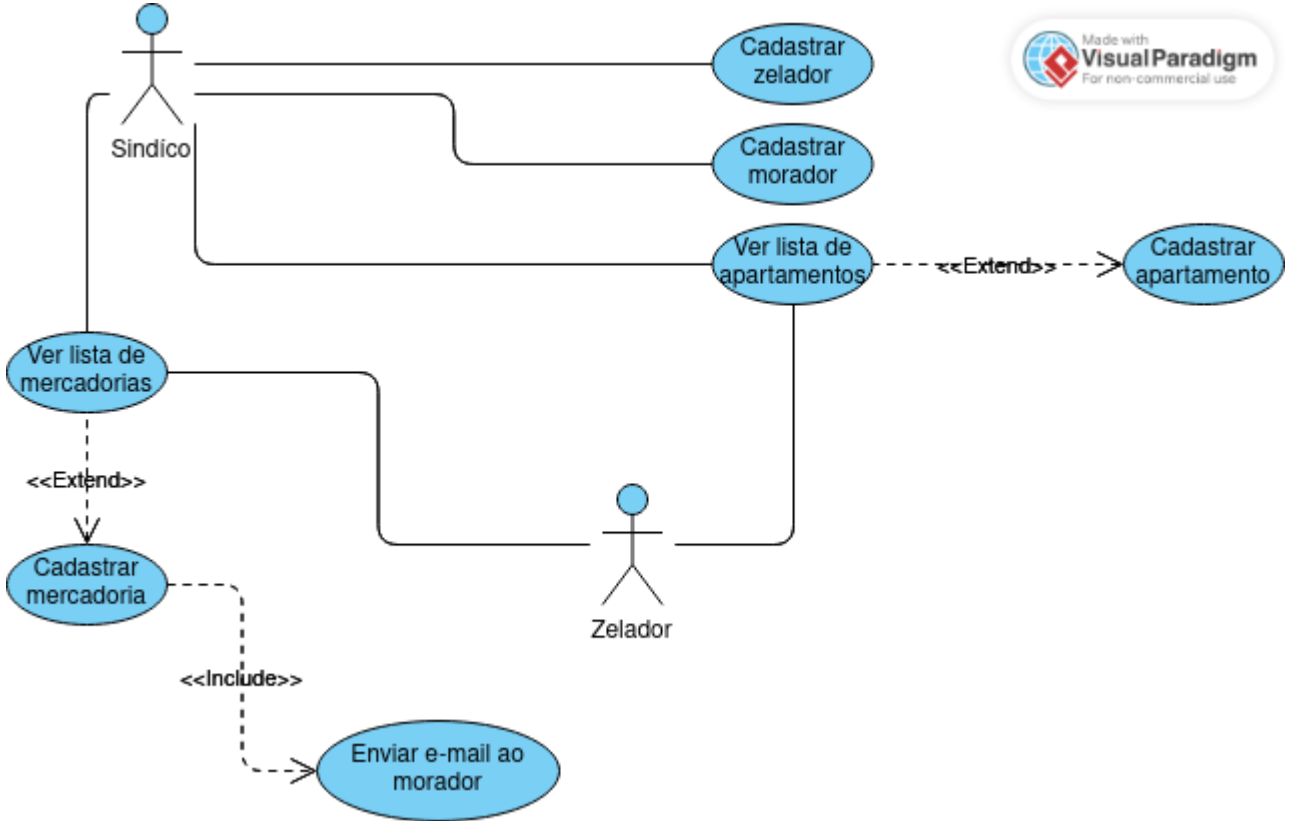 Made with
Visual Paradigm
For non-commercial use
Cadastrar
zelador
Sindico
Cadastrar
morador
Ver lista de
apartamentos
<<Extend>>
Cadastrar
apartamento
Ver lista de
mercadorias
<<Extend>>
Cadastrar
mercadoria
Zelador
<<Include>>
Enviar e-mail ao
morador